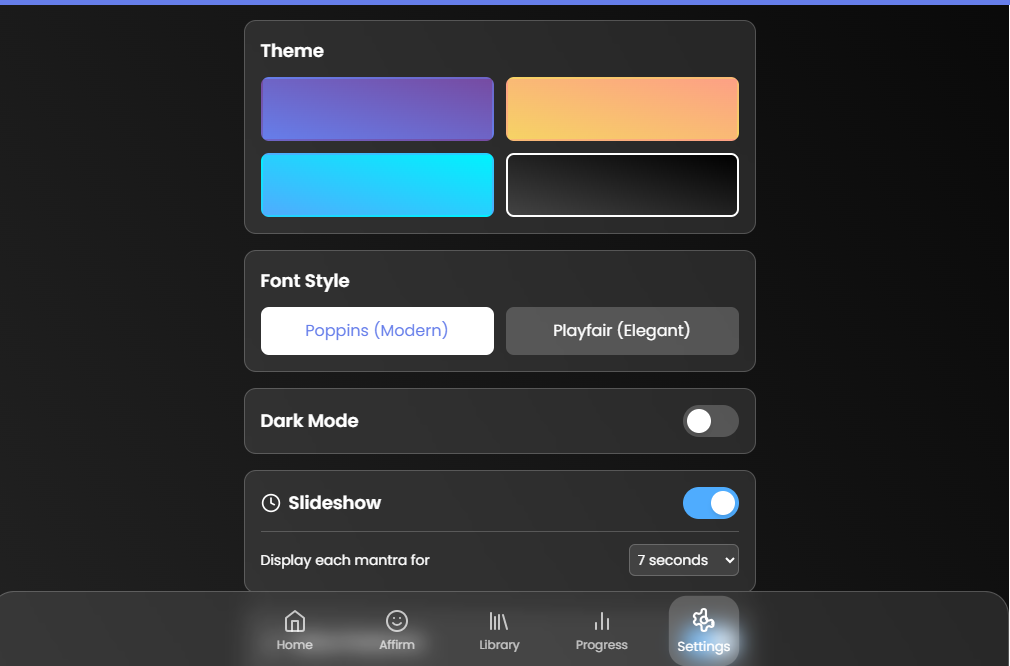 Theme
Font Style
Poppins (Modern)
Playfair (Elegant)
Dark Mode
Slideshow
Display each mantra for
7 seconds
Home
Affirm
Library
Progress
Settings